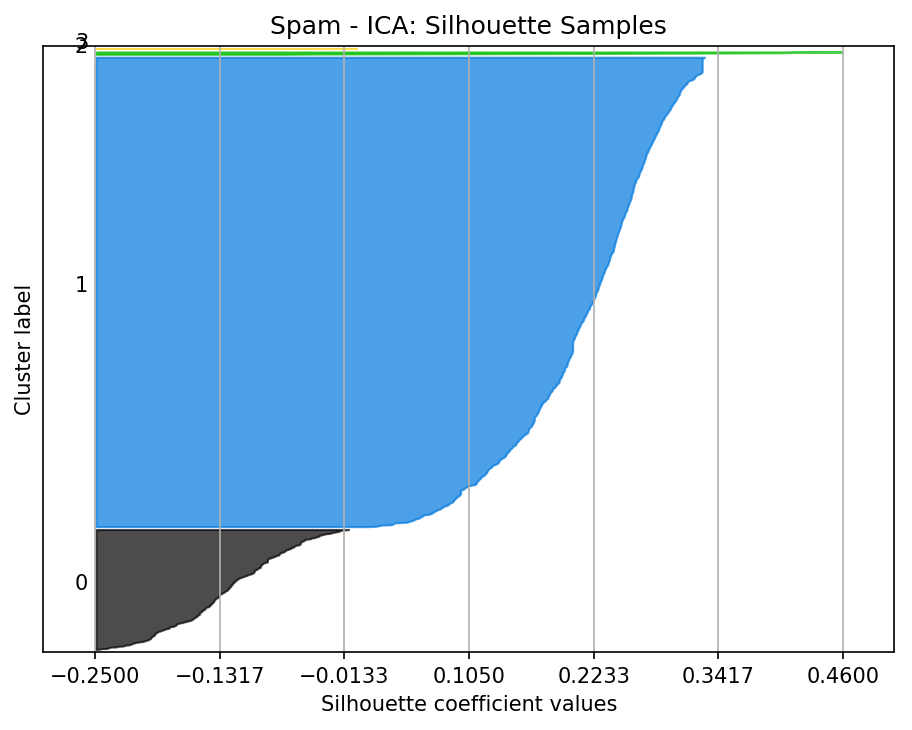 Spam - ICA: Silhouette Samples
3
2
1
0
Cluster label
−0.2500 −0.1317 −0.0133 0.1050 0.2233 0.3417 0.4600
Silhouette coefficient values